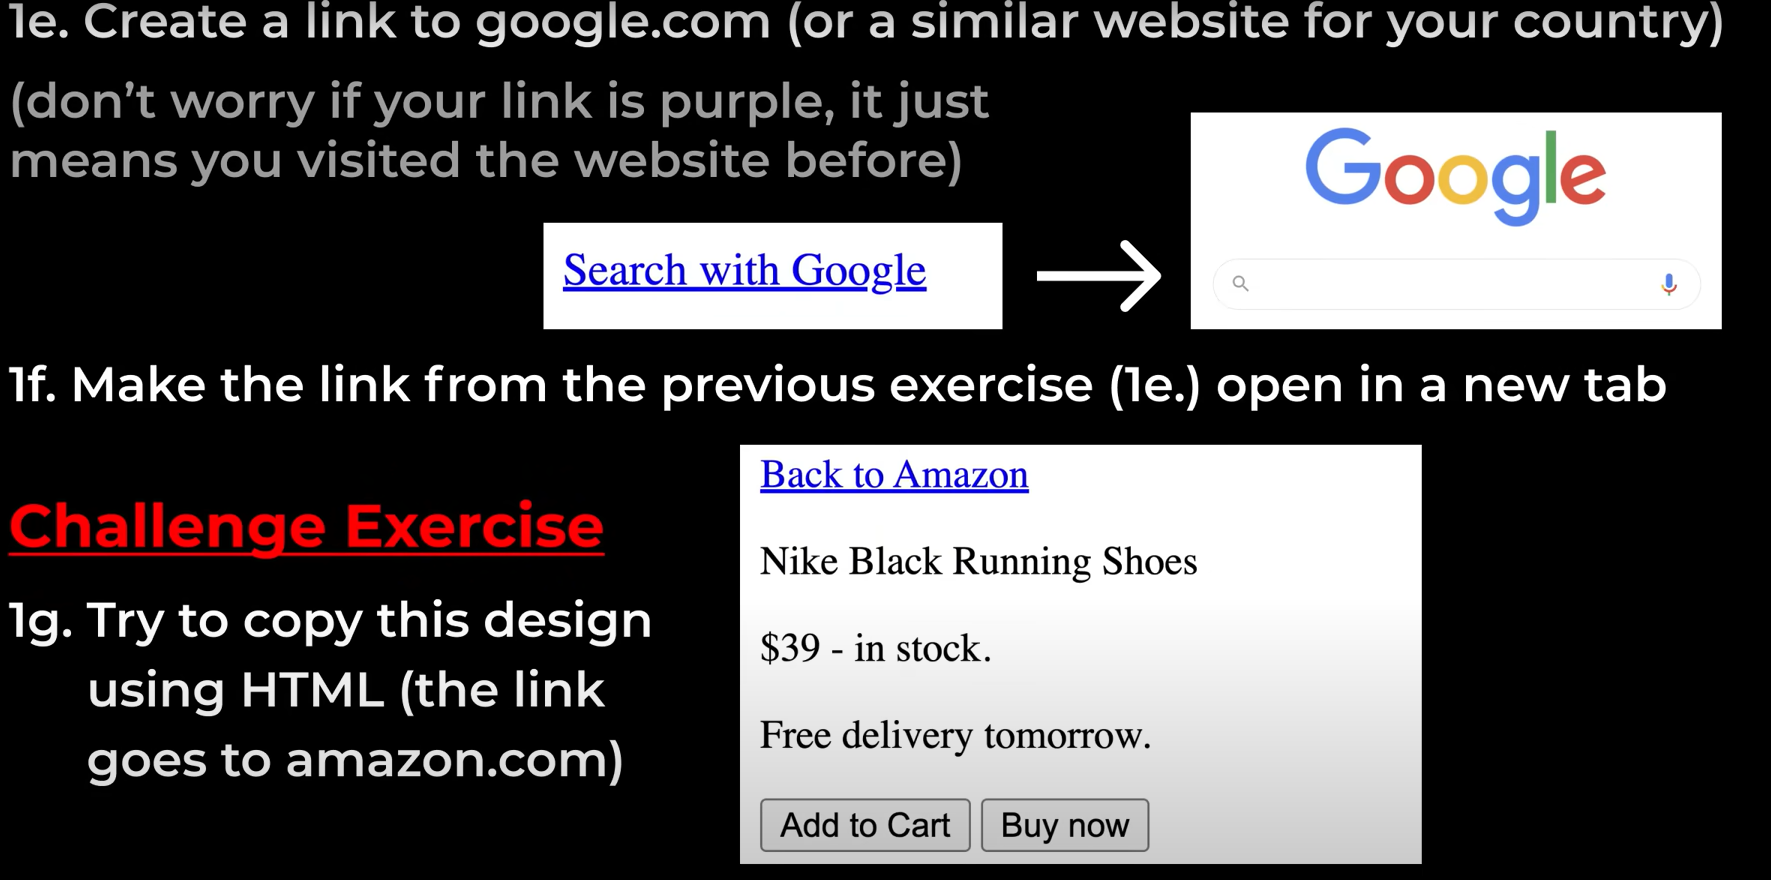 1e. Create a link to google.com (or a similar website for your country)
(don’t worry if your link is purple, it just
means you visited the website before)
Google
Search with Google
1f. Make the link from the previous exercise (1e.) open in a new tab
Challenge Exercise
1g. Try to copy this design
using HTML (the link
goes to amazon.com)
Back to Amazon
Nike Black Running Shoes
$39 - in stock.
Free delivery tomorrow.
Add to Cart
Buy now